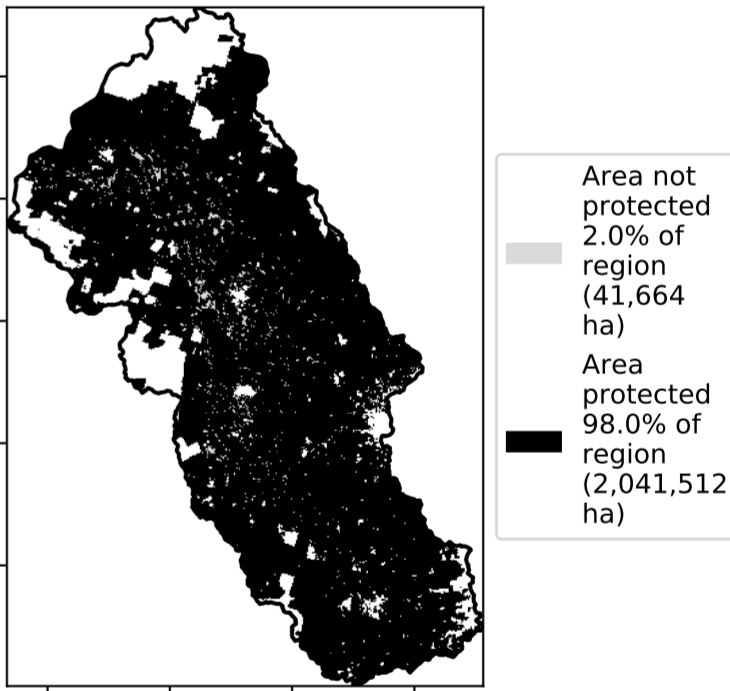 Area not
protected
2.0% of
region
(41,664
ha)
Area
protected
98.0% of
region
(2,041,512
ha)